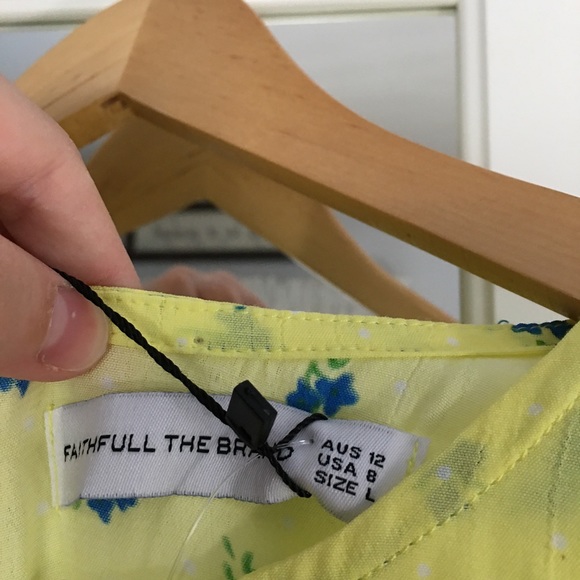 FAITHFULL THE BRAND
AUS 12
USA 8
SIZE L